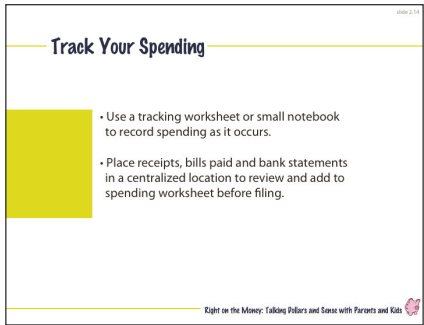 slide 2.14
Track Your Spending
• Use a tracking worksheet or small notebook
to record spending as it occurs.
• Place receipts, bills paid and bank statements
in a centralized location to review and add to
spending worksheet before filing.
Right on the Money: Talking Dollars and Sense with Parents and Kids